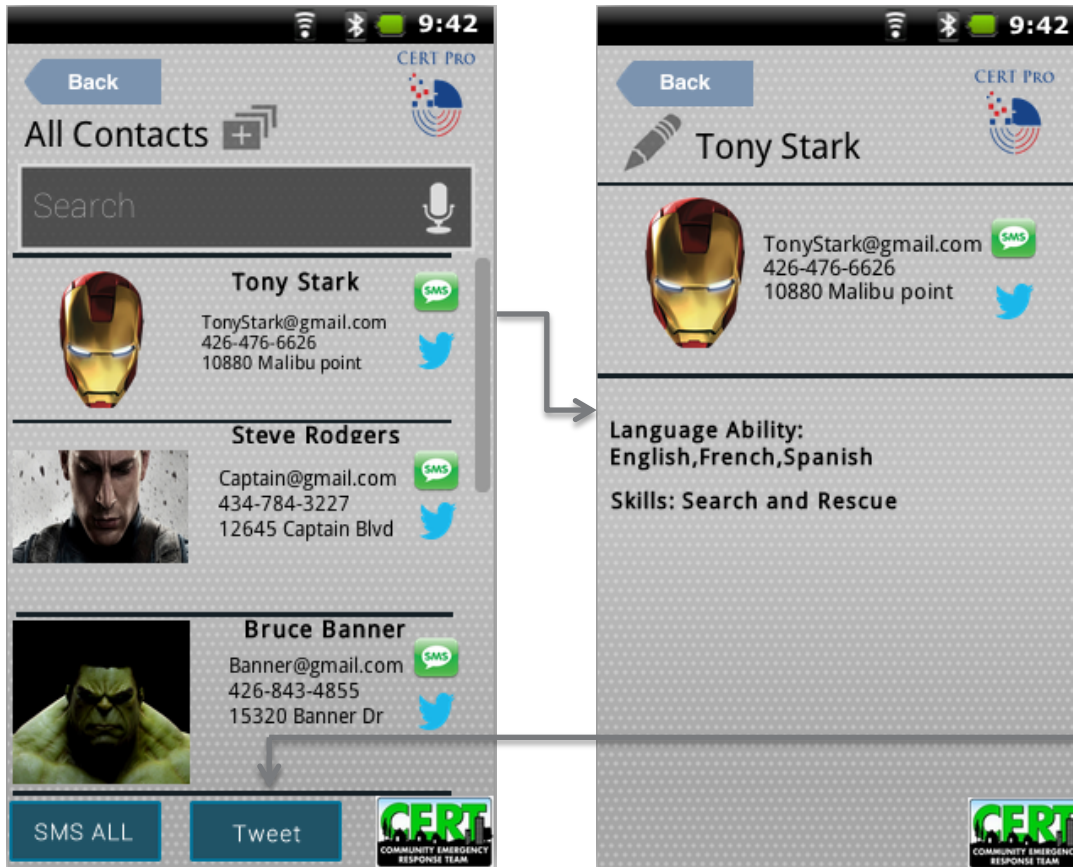 9:42
CERT PRO
Back
All Contacts
Search
Tony Stark
SMS
TonyStark@gmail.com
426-476-6626
10880 Malibu point
Steve Rodgers
SMS
Captain@gmail.com
434-784-3227
12645 Captain Blvd
Bruce Banner
SMS
Banner@gmail.com
426-843-4855
15320 Banner Dr
SMS ALL
Tweet
CERT
COMMUNITY EMERGENCY
RESPONSE TEAM
9:42
CERT PRO
Back
Tony Stark
SMS
TonyStark@gmail.com
426-476-6626
10880 Malibu point
Language Ability:
English,French,Spanish
Skills: Search and Rescue
CERT
COMMUNITY EMERGENCY
RESPONSE TEAM